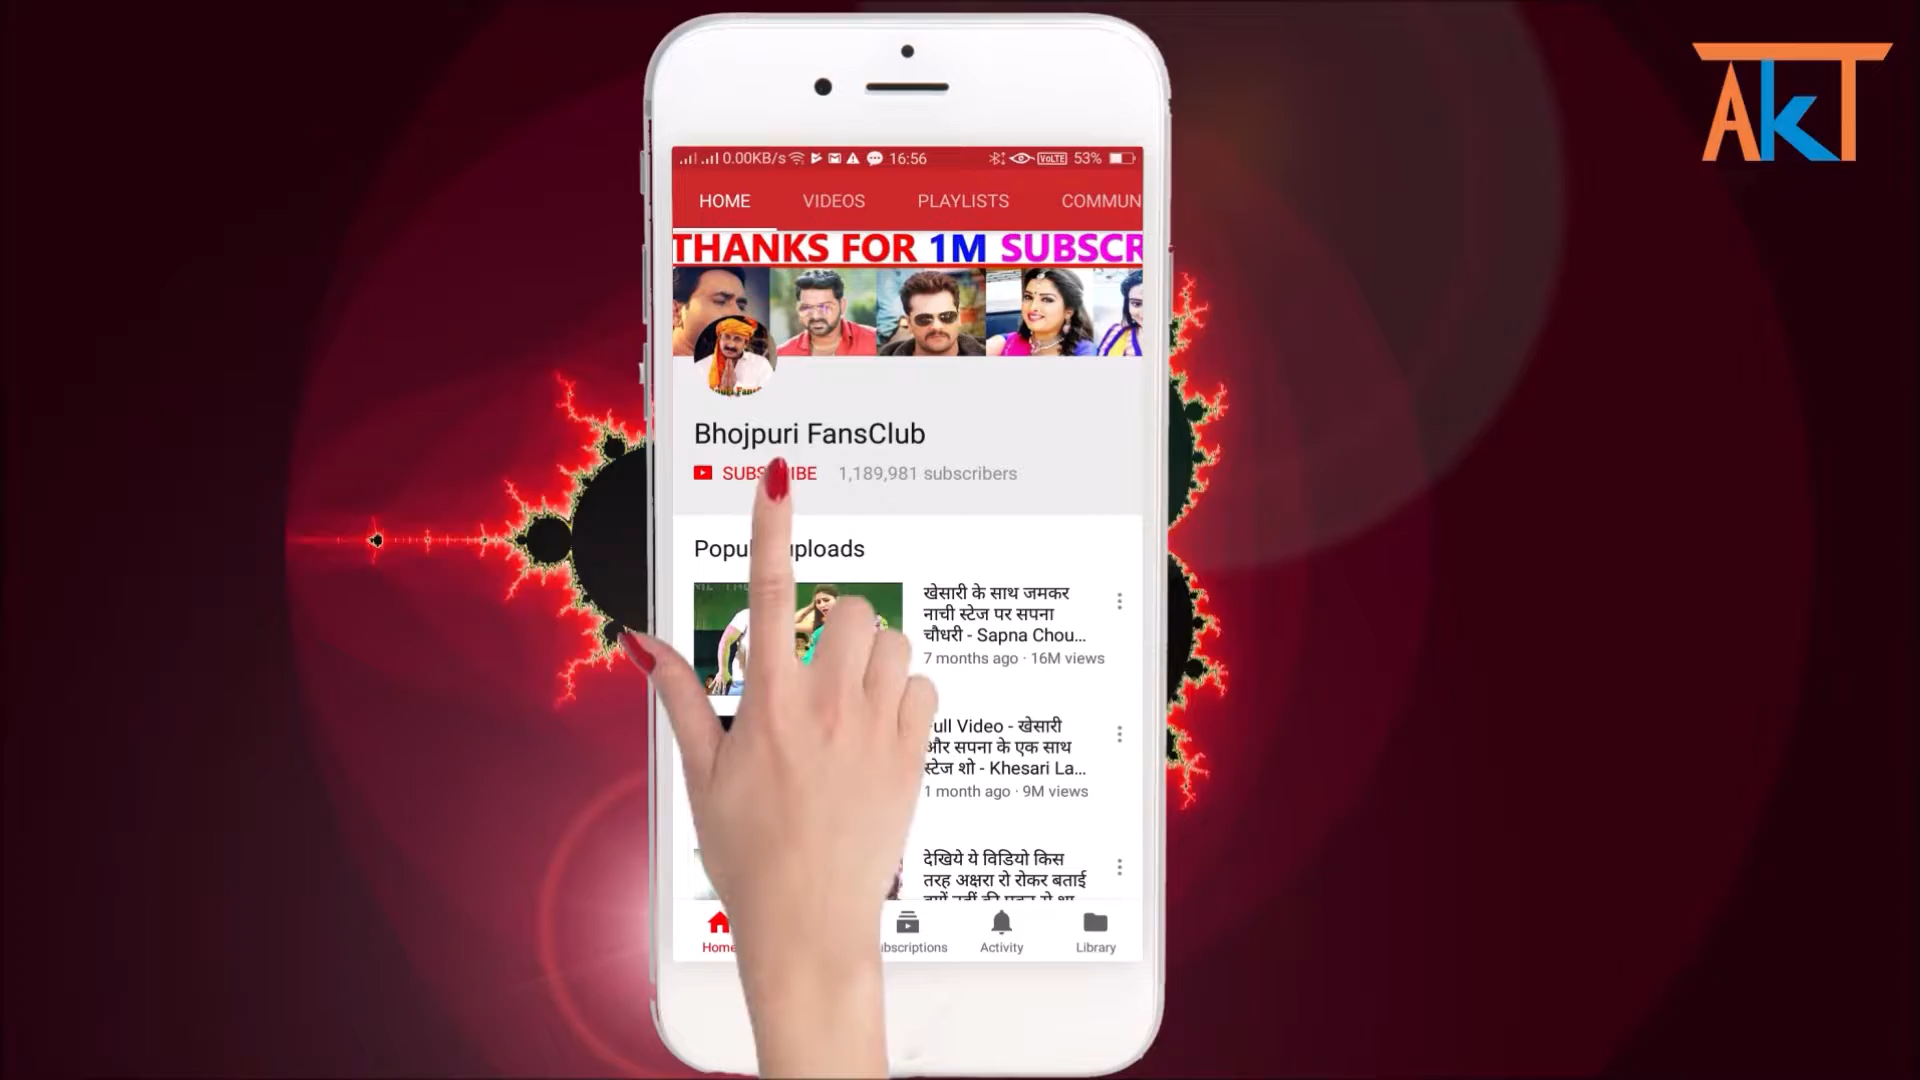 AKT
0.00KB/s 16:56 VoLTE 53%
HOME VIDEOS PLAYLISTS COMMUN
THANKS FOR 1M SUBSCR
Bhojpuri FansClub
1,189,981 subscribers
खेसारी के साथ जमकर
नाची स्टेज पर सपना
चौधरी - Sapna Chou...
7 months ago · 16M views
ull Video - खेसारी
और सपना के एक साथ
स्टेज शो - Khesari La...
1 month ago · 9M views
देखिये ये विडियो किस
तरह अक्षरा रो रोकर बताई
Home Activity Library